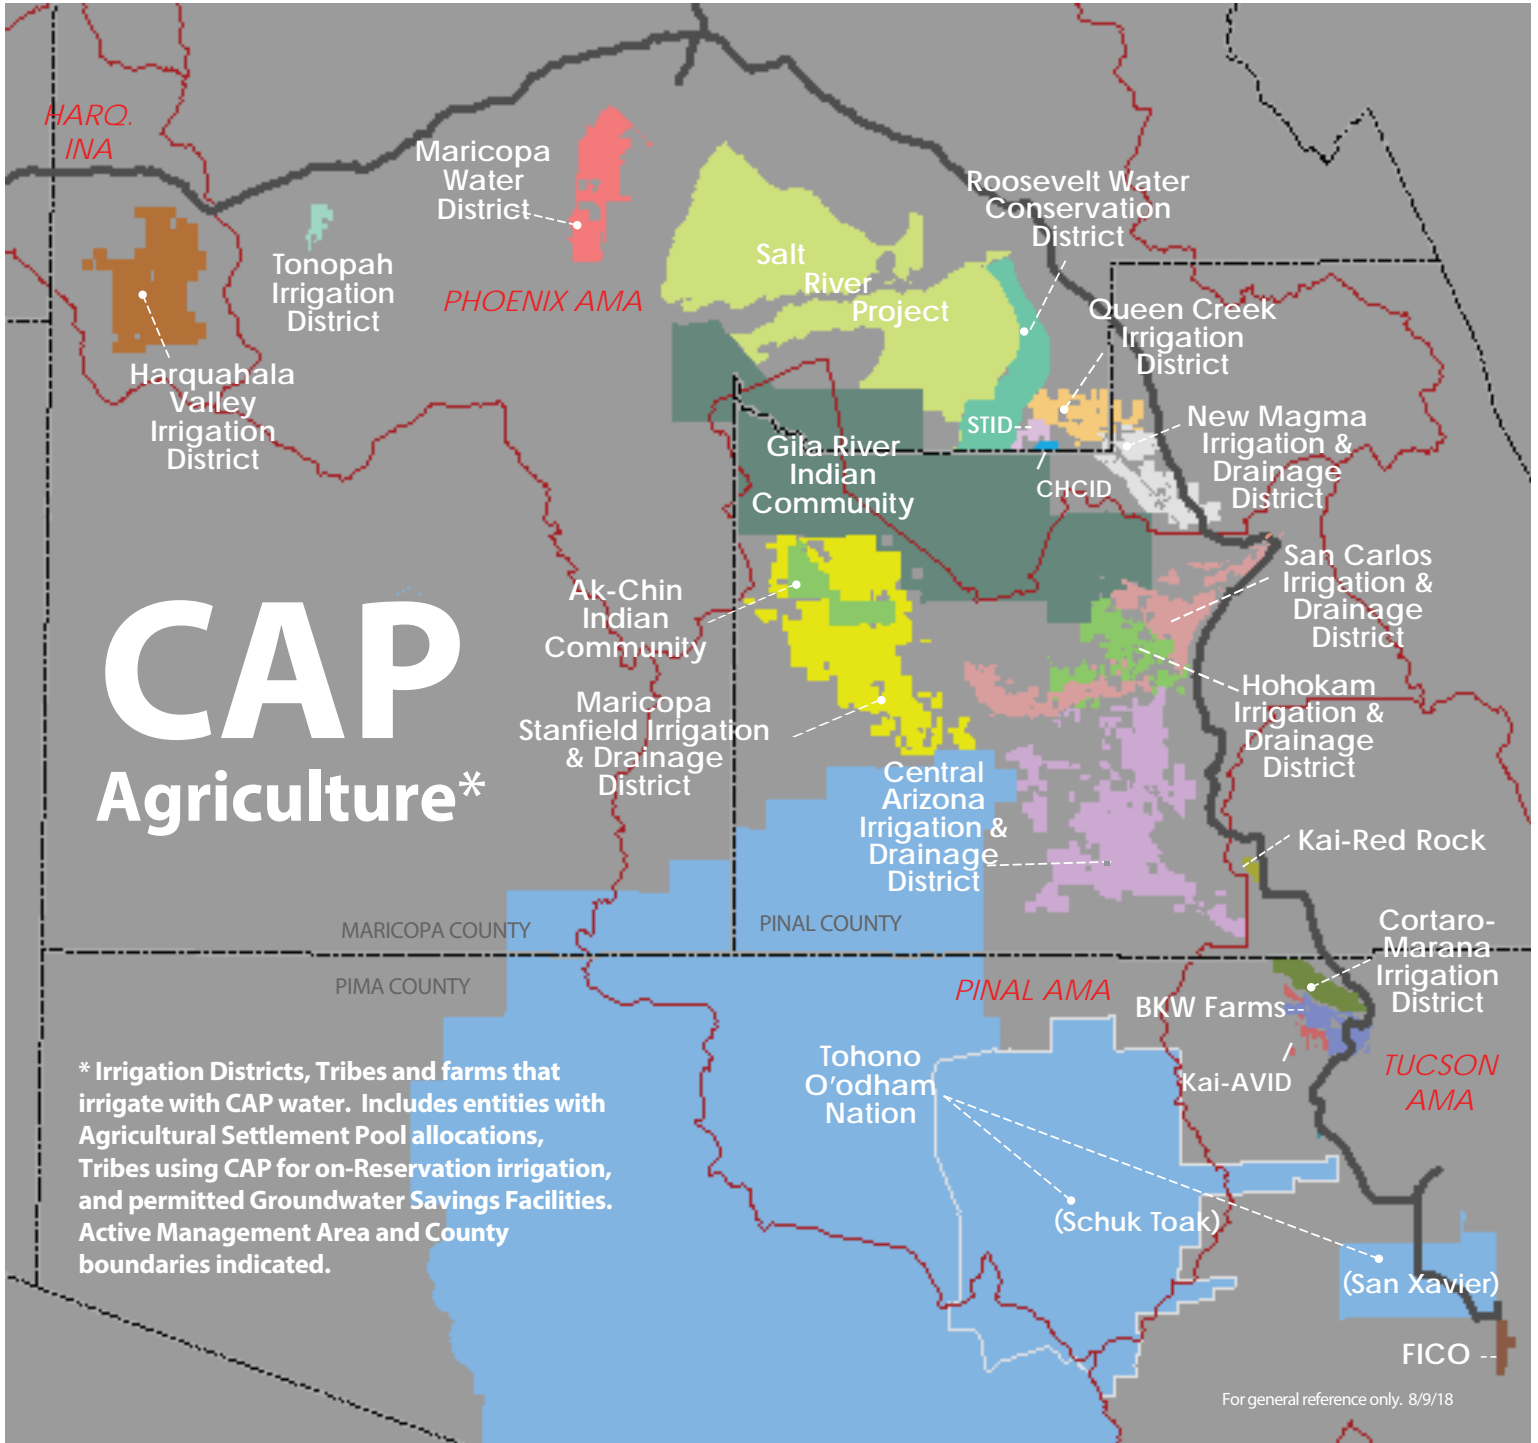 HARQ.
INA
Maricopa
Water
District
Roosevelt Water
Conservation
District
Salt
River
Project
Tonopah
Irrigation
District
PHOENIX AMA
Queen Creek
Irrigation
District
Harquahala
Valley
Irrigation
District
STID
New Magma
Irrigation &
Drainage
District
Gila River
Indian
Community
CHCID
San Carlos
Irrigation &
Drainage
District
Ak-Chin
Indian
Community
CAP
Agriculture*
Hohokam
Irrigation &
Drainage
District
Maricopa
Stanfield Irrigation
& Drainage
District
Central
Arizona
Irrigation &
Drainage
District
Kai-Red Rock
MARICOPA COUNTY
PINAL COUNTY
Cortaro-
Marana
Irrigation
District
PIMA COUNTY
PINAL AMA
BKW Farms
Kai-AVID
TUCSON
AMA
Tohono
O'odham
Nation
* Irrigation Districts, Tribes and farms that
irrigate with CAP water. Includes entities with
Agricultural Settlement Pool allocations,
Tribes using CAP for on-Reservation irrigation,
and permitted Groundwater Savings Facilities.
Active Management Area and County
boundaries indicated.
(Schuk Toak)
(San Xavier)
FICO
For general reference only. 8/9/18